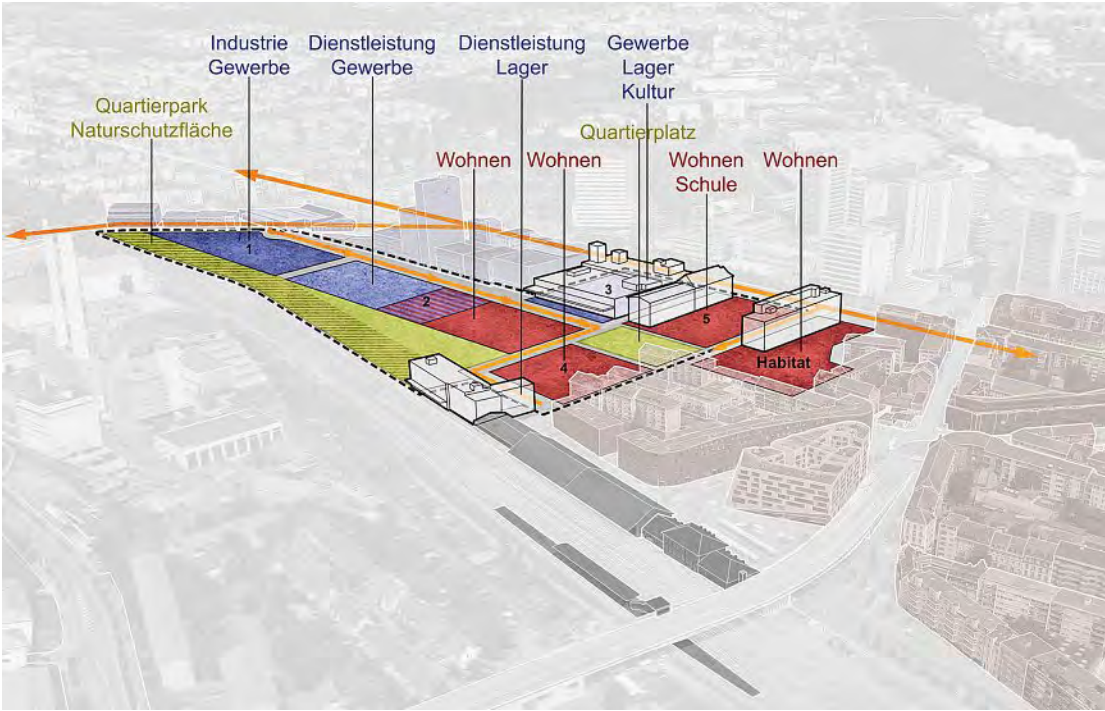 Industrie
Gewerbe
Dienstleistung
Gewerbe
Dienstleistung
Lager
Gewerbe
Lager
Kultur
Quartierpark
Naturschutzfläche
Quartierplatz
Wohnen
Wohnen
Wohnen
Schule
Wohnen
1
2
3
4
5
Habitat